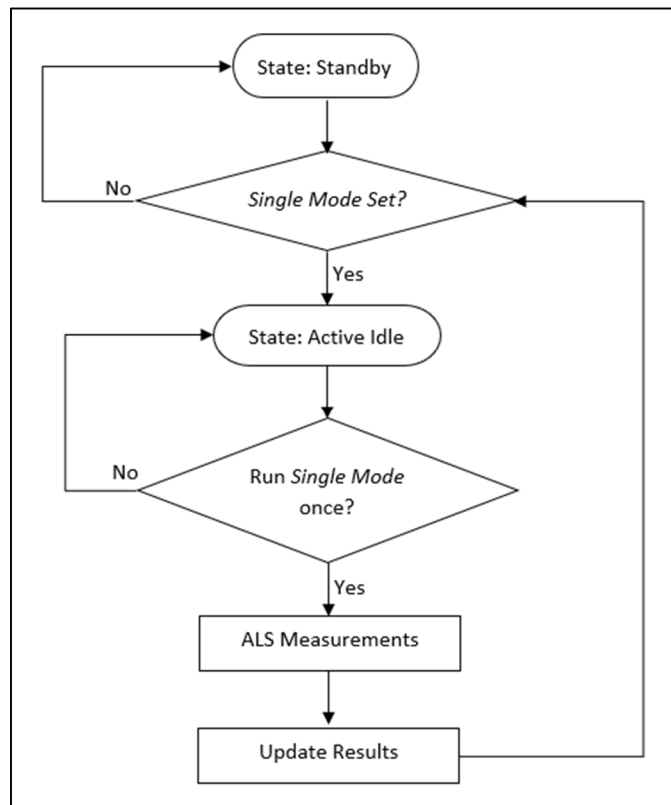 State: Standby
No
Single Mode Set?
Yes
State: Active Idle
No
Run Single Mode
once?
Yes
ALS Measurements
Update Results